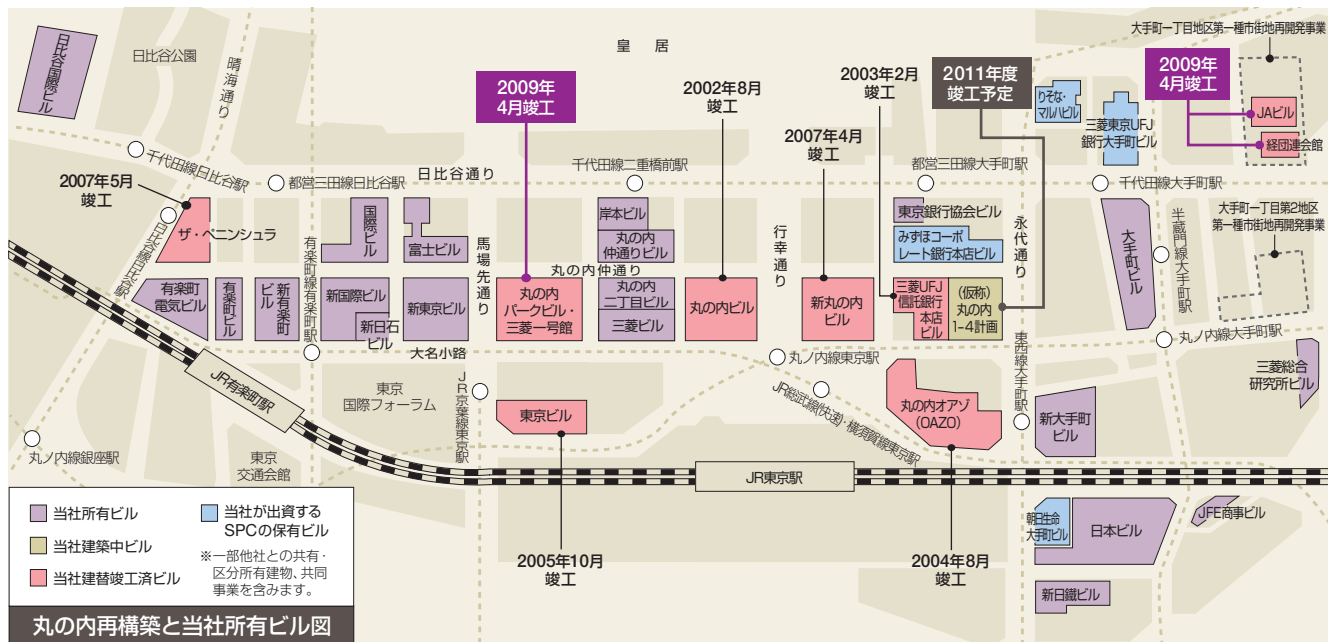 日比谷国際ビル
日比谷公園
晴海通り
皇居
大手町一丁目地区第一種市街地再開発事業
2009年
4月竣工
2002年8月
竣工
2003年2月
竣工
2011年度
竣工予定
2009年
4月竣工
2007年4月
竣工
りそな・
マルハビル
三菱東京UFJ
銀行大手町ビル
JAビル
経団連会館
千代田線日比谷駅
都営三田線日比谷駅
日比谷通り
千代田線二重橋前駅
都営三田線大手町駅
千代田線大手町駅
2007年5月
竣工
日比谷線日比谷駅
ザ・ペニンシュラ
有楽町線有楽町駅
国際ビル
富士ビル
馬場先通り
岸本ビル
丸の内
仲通りビル
丸の内仲通り
行幸通り
東京銀行協会ビル
みずほコーポ
レート銀行本店ビル
永代通り
大手町ビル
半蔵門線大手町駅
大手町一丁目第2地区
第一種市街地再開発事業
有楽町
電気ビル
有楽町ビル
新有楽町
ビル
新国際ビル
新日石
ビル
新東京ビル
丸の内
パークビル・
三菱一号館
丸の内
二丁目ビル
三菱ビル
丸の内ビル
新丸の内
ビル
三菱UFJ
信託銀行
本店
ビル
(仮称)
丸の内
1-4計画
大名小路
丸ノ内線東京駅
東西線大手町駅
丸ノ内線大手町駅
三菱総合
研究所ビル
JR有楽町駅
東京
国際フォーラム
JR京葉線東京駅
東京ビル
JR総武線(快速)・横須賀線東京駅
丸の内オアゾ
(OAZO)
新大手町
ビル
丸ノ内線銀座駅
東京
交通会館
JR東京駅
2005年10月
竣工
2004年8月
竣工
朝日生命
大手町ビル
日本ビル
JFE商事ビル
新日鐵ビル
当社所有ビル
当社建築中ビル
当社建替竣工済ビル
当社が出資する
SPCの保有ビル
※一部他社との共有・
区分所有建物、共同
事業を含みます。
丸の内再構築と当社所有ビル図